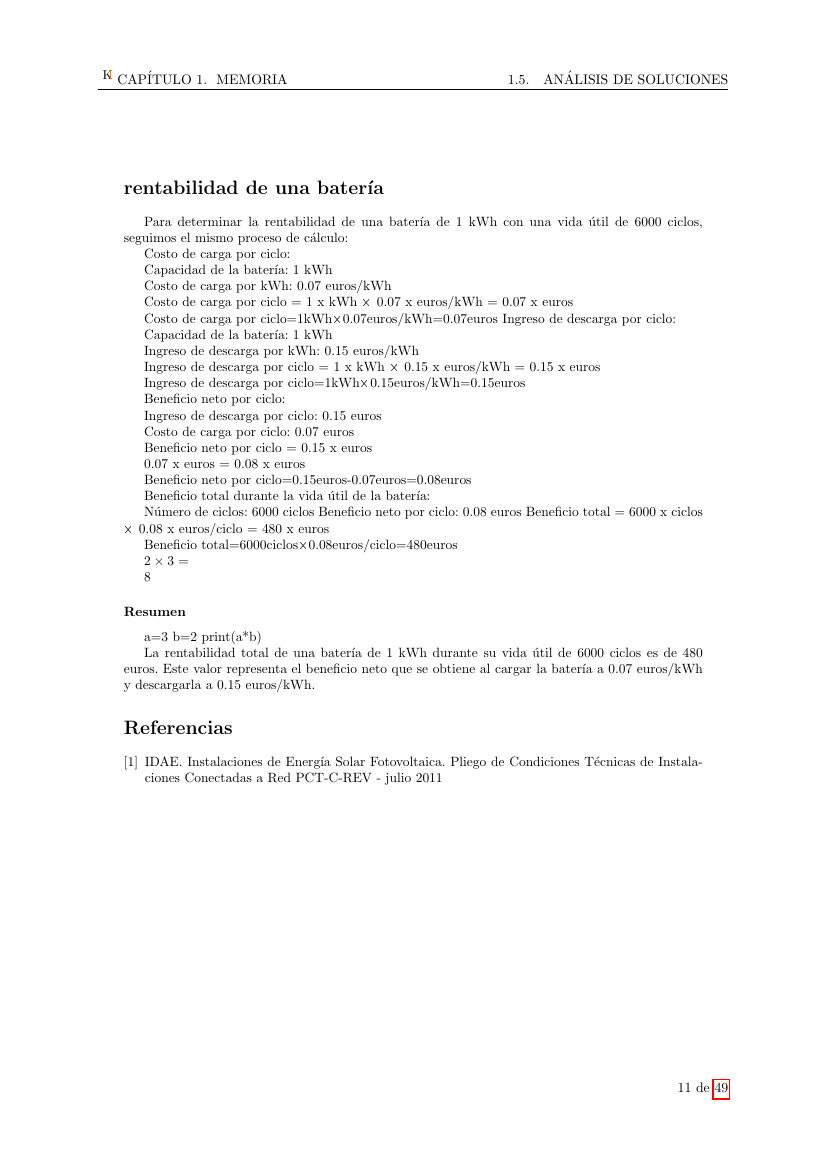 K CAPÍTULO 1. MEMORIA 1.5. ANÁLISIS DE SOLUCIONES
rentabilidad de una batería
Para determinar la rentabilidad de una batería de 1 kWh con una vida útil de 6000 ciclos,
seguimos el mismo proceso de cálculo:
Costo de carga por ciclo:
Capacidad de la batería: 1 kWh
Costo de carga por kWh: 0.07 euros/kWh
Costo de carga por ciclo = 1 x kWh × 0.07 x euros/kWh = 0.07 x euros
Costo de carga por ciclo=1kWh×0.07euros/kWh=0.07euros Ingreso de descarga por ciclo:
Capacidad de la batería: 1 kWh
Ingreso de descarga por kWh: 0.15 euros/kWh
Ingreso de descarga por ciclo = 1 x kWh × 0.15 x euros/kWh = 0.15 x euros
Ingreso de descarga por ciclo=1kWh×0.15euros/kWh=0.15euros
Beneficio neto por ciclo:
Ingreso de descarga por ciclo: 0.15 euros
Costo de carga por ciclo: 0.07 euros
Beneficio neto por ciclo = 0.15 x euros
0.07 x euros = 0.08 x euros
Beneficio neto por ciclo=0.15euros-0.07euros=0.08euros
Beneficio total durante la vida útil de la batería:
Número de ciclos: 6000 ciclos Beneficio neto por ciclo: 0.08 euros Beneficio total = 6000 x ciclos
× 0.08 x euros/ciclo = 480 x euros
Beneficio total=6000ciclos×0.08euros/ciclo=480euros
2 × 3 =
8
Resumen
a=3 b=2 print(a*b)
La rentabilidad total de una batería de 1 kWh durante su vida útil de 6000 ciclos es de 480
euros. Este valor representa el beneficio neto que se obtiene al cargar la batería a 0.07 euros/kWh
y descargarla a 0.15 euros/kWh.
Referencias
[1] IDAE. Instalaciones de Energía Solar Fotovoltaica. Pliego de Condiciones Técnicas de Instala-
ciones Conectadas a Red PCT-C-REV - julio 2011
11 de 49